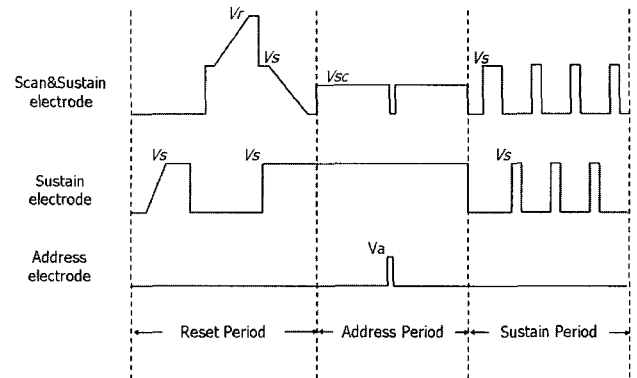 Vr
Vs
Vs
Scan&Sustain
electrode
Vsc
Vs
Vs
Vs
Sustain
electrode
Va
Address
electrode
Reset Period
Address Period
Sustain Period